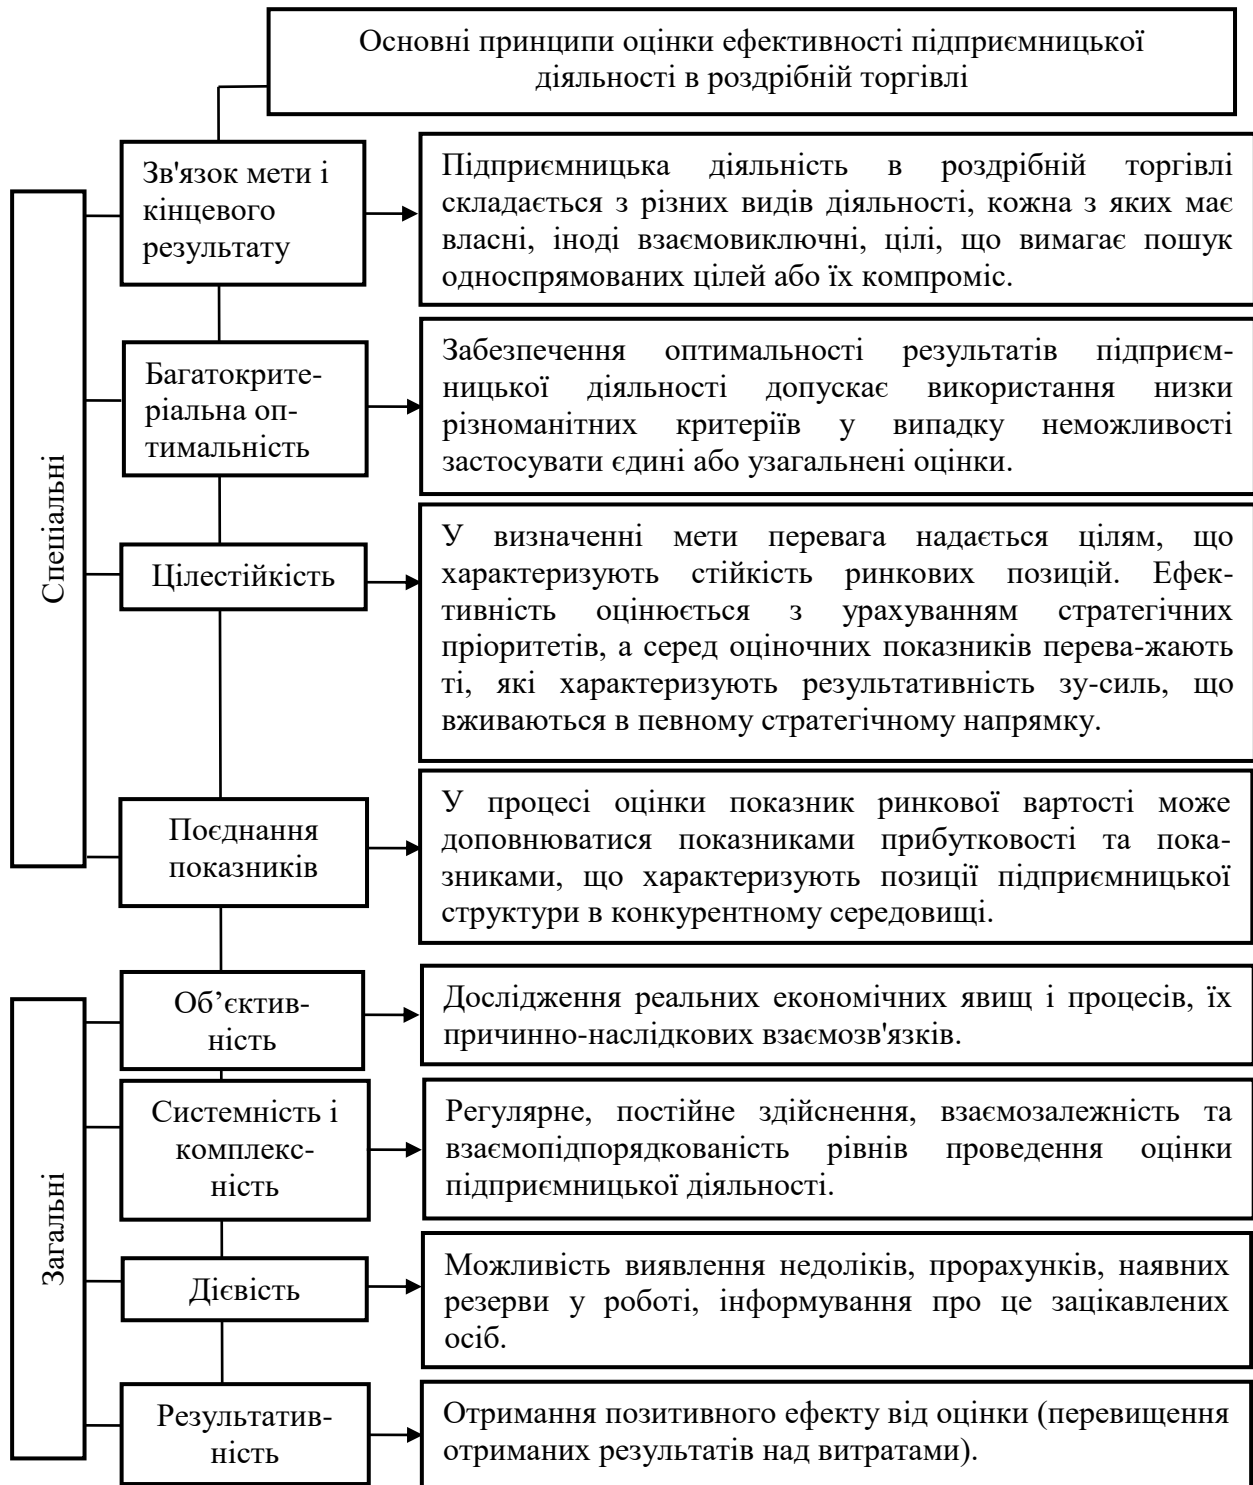 Основні принципи оцінки ефективності підприємницької
діяльності в роздрібній торгівлі
Спеціальні
Зв'язок мети і
кінцевого
результату
Підприємницька діяльність в роздрібній торгівлі
складається з різних видів діяльності, кожна з яких має
власні, іноді взаємовиключні, цілі, що вимагає пошук
односпрямованих цілей або їх компроміс.
Багатокрите-
ріальна оп-
тимальність
Забезпечення оптимальності результатів підприєм-
ницької діяльності допускає використання низки
різноманітних критеріїв у випадку неможливості
застосувати єдині або узагальнені оцінки.
Цілестійкість
У визначенні мети перевага надається цілям, що
характеризують стійкість ринкових позицій. Ефек-
тивність оцінюється з урахуванням стратегічних
пріоритетів, а серед оціночних показників перева-жають
ті, які характеризують результативність зу-силь, що
вживаються в певному стратегічному напрямку.
Поєднання
показників
У процесі оцінки показник ринкової вартості може
доповнюватися показниками прибутковості та пока-
зниками, що характеризують позиції підприємницької
структури в конкурентному середовищі.
Загальні
Об’єктив-
ність
Дослідження реальних економічних явищ і процесів, їх
причинно-наслідкових взаємозв'язків.
Системність і
комплекс-
ність
Регулярне, постійне здійснення, взаємозалежність та
взаємопідпорядкованість рівнів проведення оцінки
підприємницької діяльності.
Дієвість
Можливість виявлення недоліків, прорахунків, наявних
резерви у роботі, інформування про це зацікавлених
осіб.
Результатив-
ність
Отримання позитивного ефекту від оцінки (перевищення
отриманих результатів над витратами).